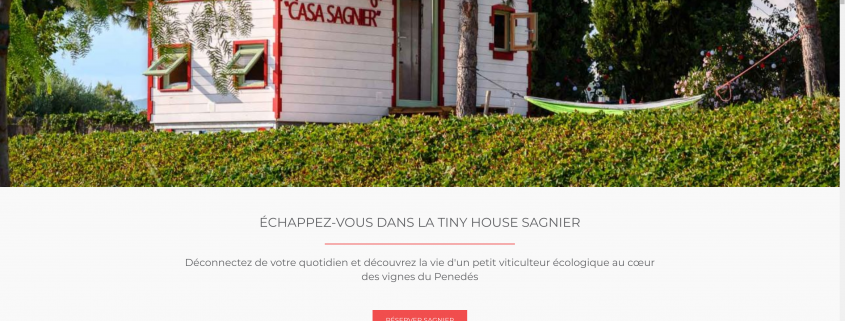 "CASA SAGNIER"
ÉCHAPPEZ-VOUS DANS LA TINY HOUSE SAGNIER
Déconnectez de votre quotidien et découvrez la vie d'un petit viticulteur écologique au cœur
des vignes du Penedés
RÉSERVER SAGNIER